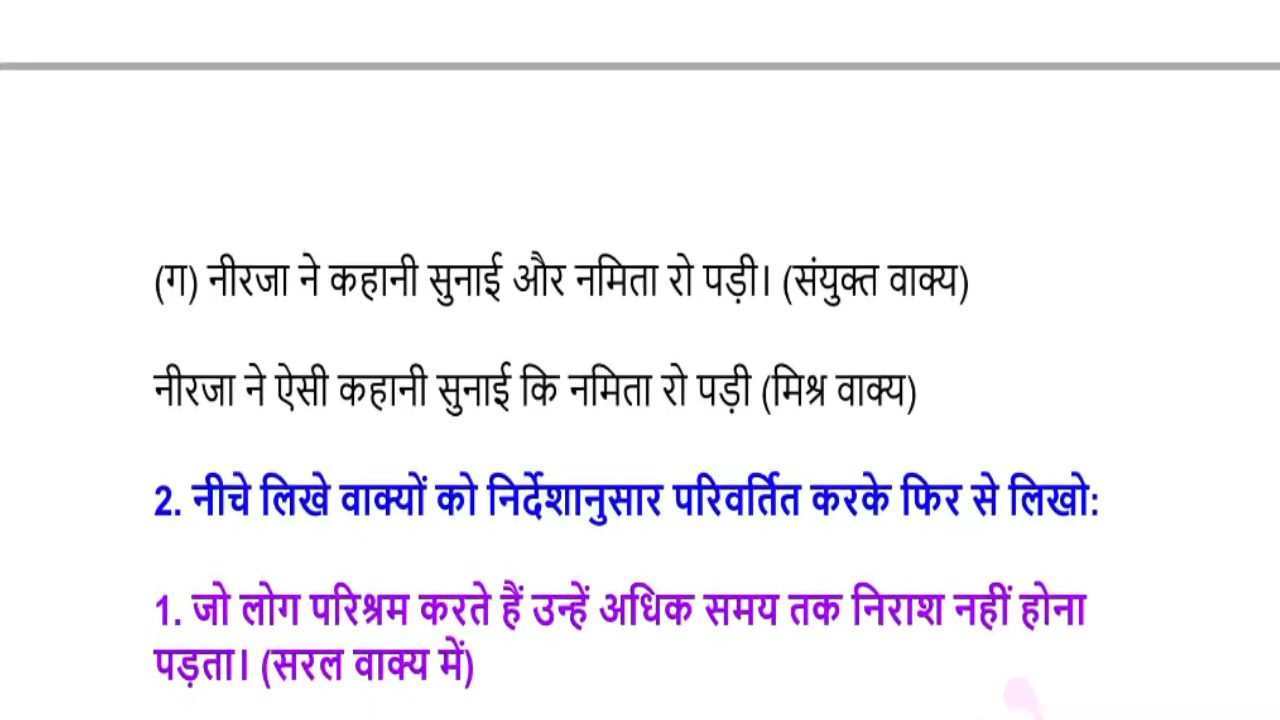 (ग) नीरजा ने कहानी सुनाई और नमिता रो पड़ी। (संयुक्त वाक्य)
नीरजा ने ऐसी कहानी सुनाई कि नमिता रो पड़ी (मिश्र वाक्य)
2. नीचे लिखे वाक्यों को निर्देशानुसार परिवर्तित करके फिर से लिखो:
1. जो लोग परिश्रम करते हैं उन्हें अधिक समय तक निराश नहीं होना
पड़ता। (सरल वाक्य में)